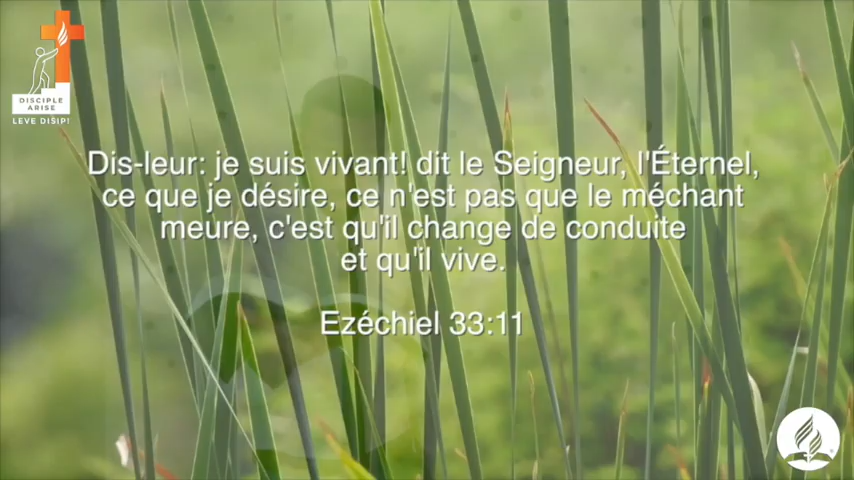 DISCIPLE
ARISE
LEVE DISIP!
Dis-leur: je suis vivant! dit le Seigneur, l'Éternel,
ce que je désire, ce n'est pas que le méchant
meure, c'est qu'il change de conduite
et qu'il vive.
Ezéchiel 33:11